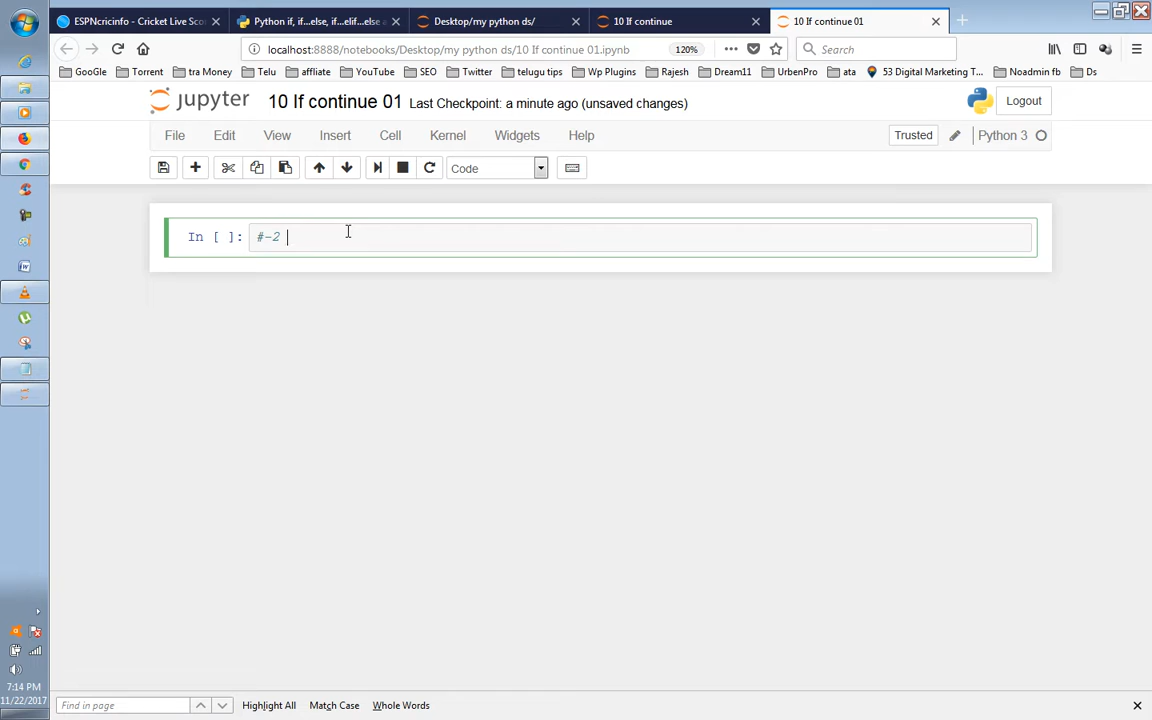 ESPNcricinfo - Cricket Live Sco
Python if, if...else, if...elif...else a
Desktop/my python ds/
10 If continue
10 If continue 01
localhost:8888/notebooks/Desktop/my python ds/10 If continue 01.ipynb
120%
Search
GooGle
Torrent
tra Money
Telu
affliate
YouTube
SEO
Twitter
telugu tips
Wp Plugins
Rajesh
Dream11
UrbenPro
ata
53 Digital Marketing T...
Noadmin fb
Ds
jupyter
10 If continue 01 Last Checkpoint: a minute ago (unsaved changes)
Logout
File
Edit
View
Insert
Cell
Kernel
Widgets
Help
Trusted
Python 3
Code
In [ ]: #-2
7:14 PM
11/22/2017
Find in page
Highlight All
Match Case
Whole Words